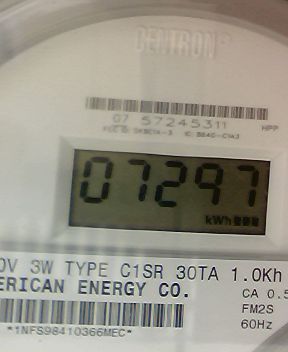 CENTRON®
07 57245311
HPP
07297
kWh
0V 3W TYPE C1SR 30TA 1.0Kh
ERICAN ENERGY CO.
CA 0.5
FM2S
60Hz
*1NFS98410366MEC*